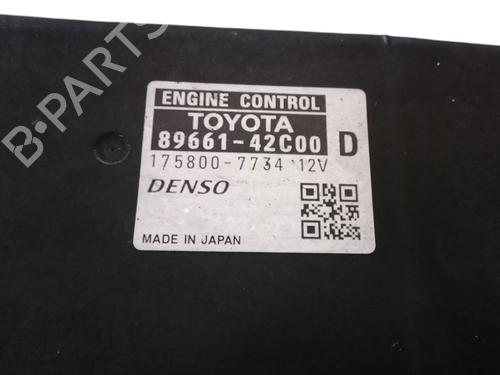 ENGINE CONTROL
TOYOTA
89661-42C00 D
175800-7734 12V
DENSO
MADE IN JAPAN
B-PARTS